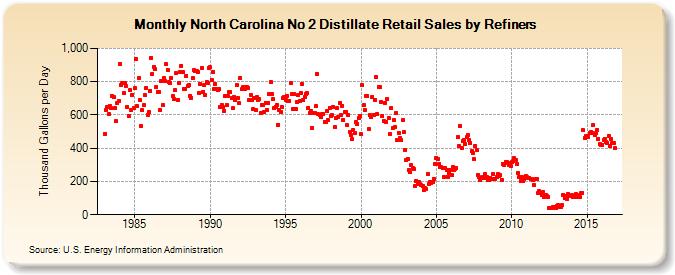 Monthly North Carolina No 2 Distillate Retail Sales by Refiners
Thousand Gallons per Day
1,000
800
600
400
200
0
1985 1990 1995 2000 2005 2010 2015
Source: U.S. Energy Information Administration